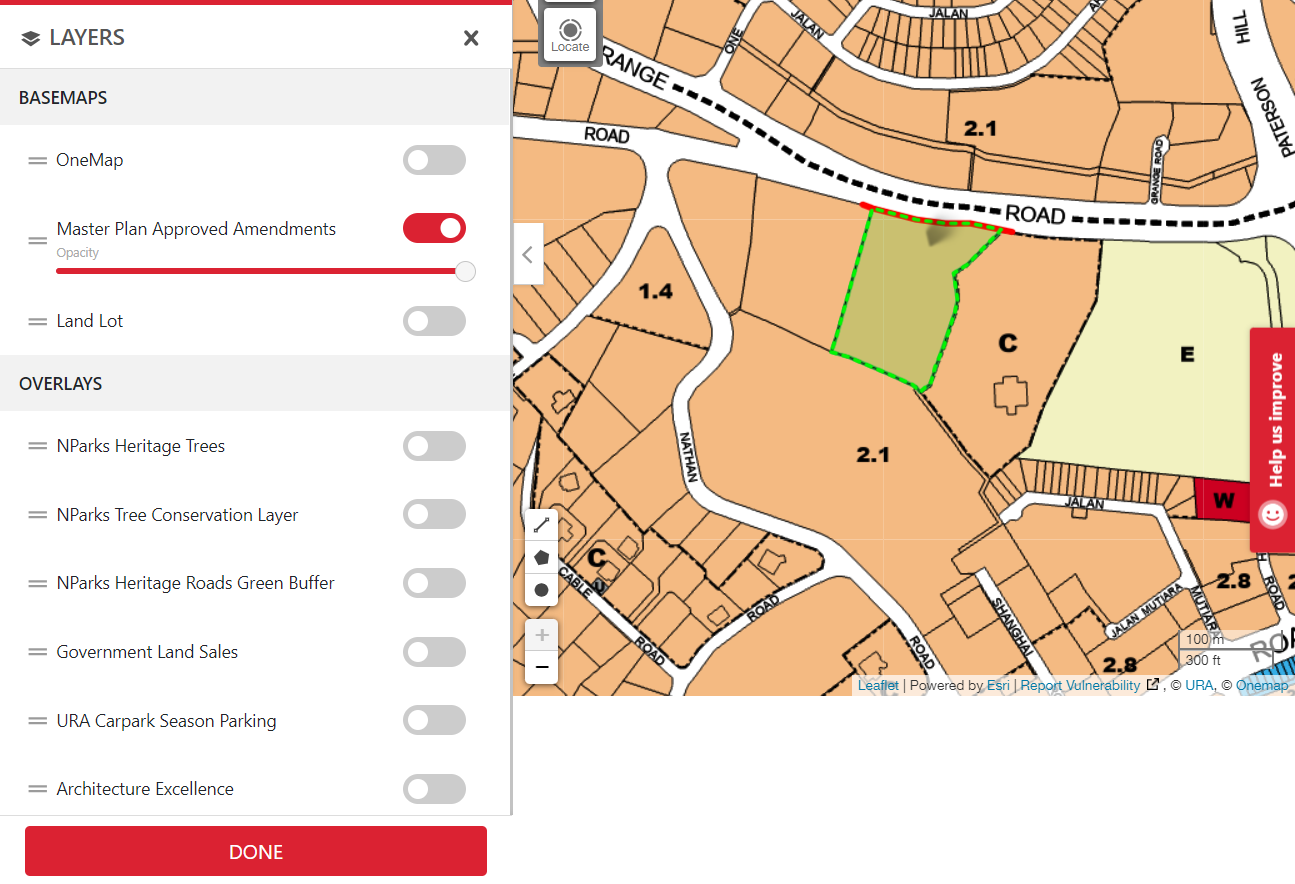 LAYERS
BASEMAPS
OneMap
Master Plan Approved Amendments
Opacity
Land Lot
OVERLAYS
NParks Heritage Trees
NParks Tree Conservation Layer
NParks Heritage Roads Green Buffer
Government Land Sales
URA Carpark Season Parking
Architecture Excellence
DONE
Locate
JALAN
JALAN
ONE
RANGE
ROAD
HILL
PATERSON
2.1
GRANGE ROAD
ROAD
1.4
C
E
Help us improve
NATHAN
2.1
JALAN
W
C
CABLE
ROAD
ROAD
ROAD
SHANGHAI
JALAN MUTIARA
MUTIARA
2.8
ROAD
2.8
100 m
300 ft
Leaflet | Powered by Esri | Report Vulnerability , © URA, © Onemap